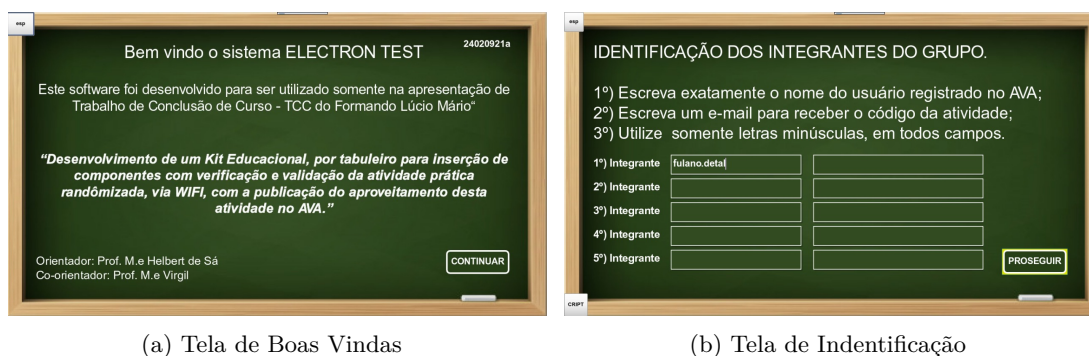 esp
Bem vindo o sistema ELECTRON TEST
24020921a
Este software foi desenvolvido para ser utilizado somente na apresentação de
Trabalho de Conclusão de Curso - TCC do Formando Lúcio Mário“
“Desenvolvimento de um Kit Educacional, por tabuleiro para inserção de
componentes com verificação e validação da atividade prática
randômizada, via WIFI, com a publicação do aproveitamento desta
atividade no AVA.”
Orientador: Prof. M.e Helbert de Sá
Co-orientador: Prof. M.e Virgil
CONTINUAR
(a) Tela de Boas Vindas
esp
IDENTIFICAÇÃO DOS INTEGRANTES DO GRUPO.
1º) Escreva exatamente o nome do usuário registrado no AVA;
2º) Escreva um e-mail para receber o código da atividade;
3º) Utilize somente letras minúsculas, em todos campos.
1º) Integrante fulano.detal
2º) Integrante
3º) Integrante
4º) Integrante
5º) Integrante
PROSEGUIR
CRIPT
(b) Tela de Indentificação